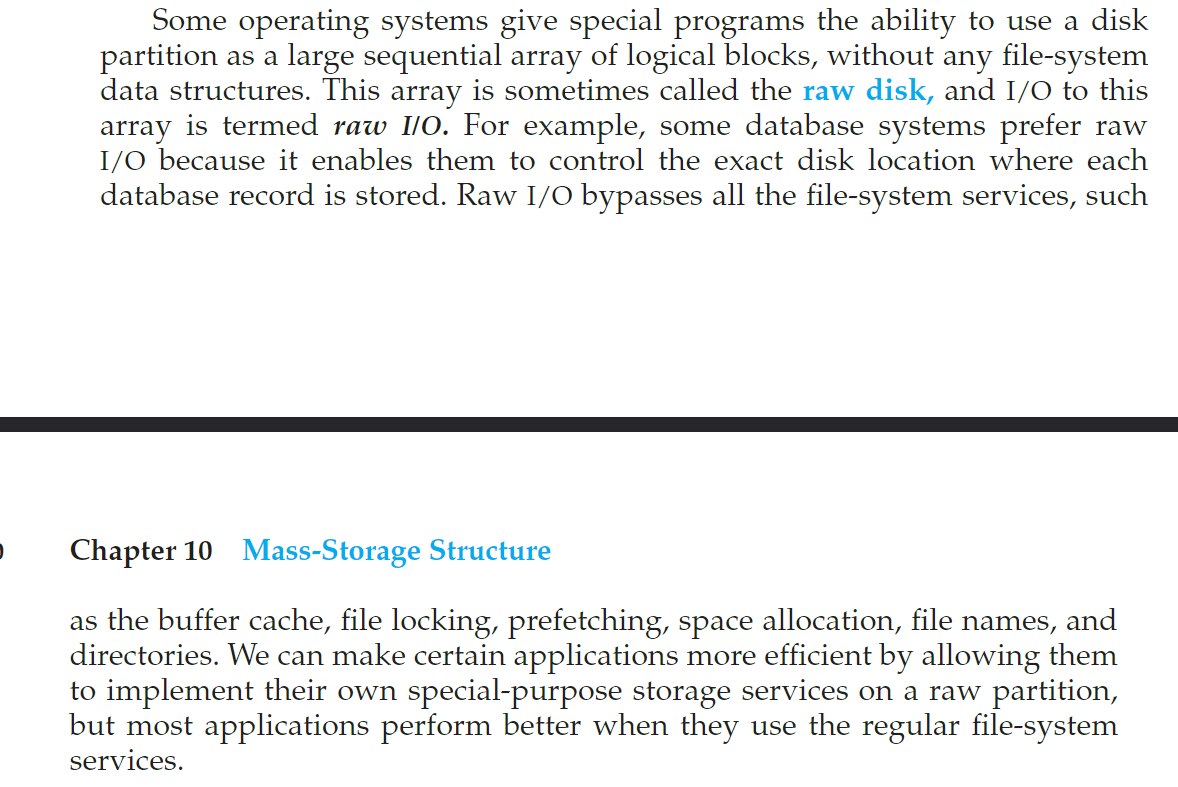 Some operating systems give special programs the ability to use a disk
partition as a large sequential array of logical blocks, without any file-system
data structures. This array is sometimes called the raw disk, and I/O to this
array is termed raw I/O. For example, some database systems prefer raw
I/O because it enables them to control the exact disk location where each
database record is stored. Raw I/O bypasses all the file-system services, such
Chapter 10 Mass-Storage Structure
as the buffer cache, file locking, prefetching, space allocation, file names, and
directories. We can make certain applications more efficient by allowing them
to implement their own special-purpose storage services on a raw partition,
but most applications perform better when they use the regular file-system
services.